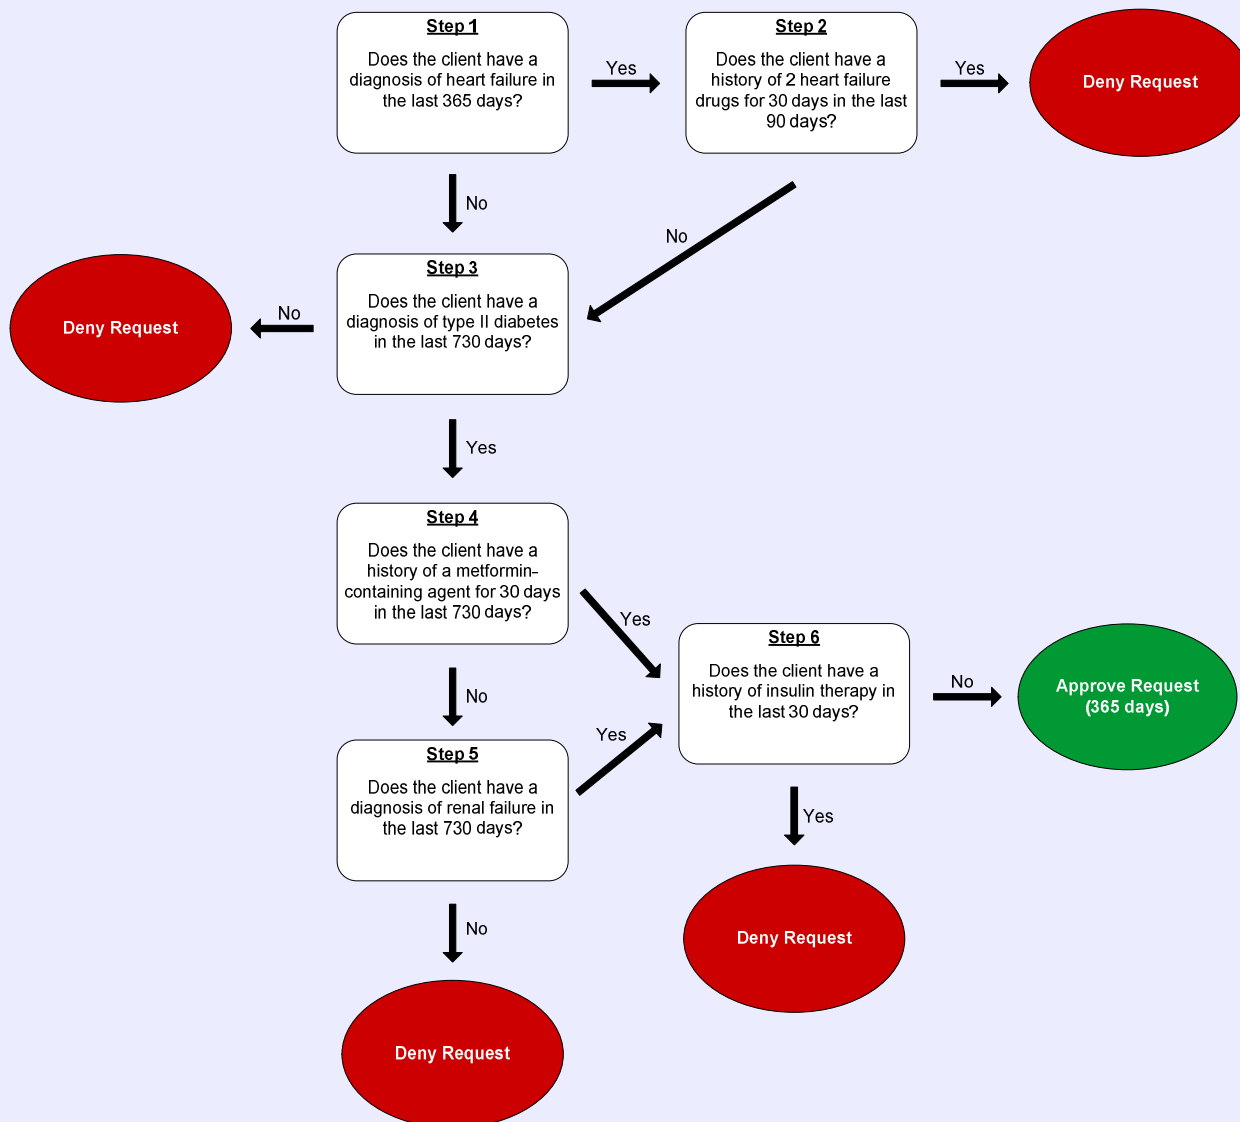 Step 1
Does the client have a
diagnosis of heart failure in
the last 365 days?
Yes
Step 2
Does the client have a
history of 2 heart failure
drugs for 30 days in the last
90 days?
Yes
Deny Request
No
No
Step 3
Does the client have a
diagnosis of type II diabetes
in the last 730 days?
No
Deny Request
Yes
Step 4
Does the client have a
history of a metformin-
containing agent for 30 days
in the last 730 days?
Yes
No
Step 5
Does the client have a
diagnosis of renal failure in
the last 730 days?
Yes
Step 6
Does the client have a
history of insulin therapy in
the last 30 days?
No
Approve Request
(365 days)
Yes
Deny Request
No
Deny Request